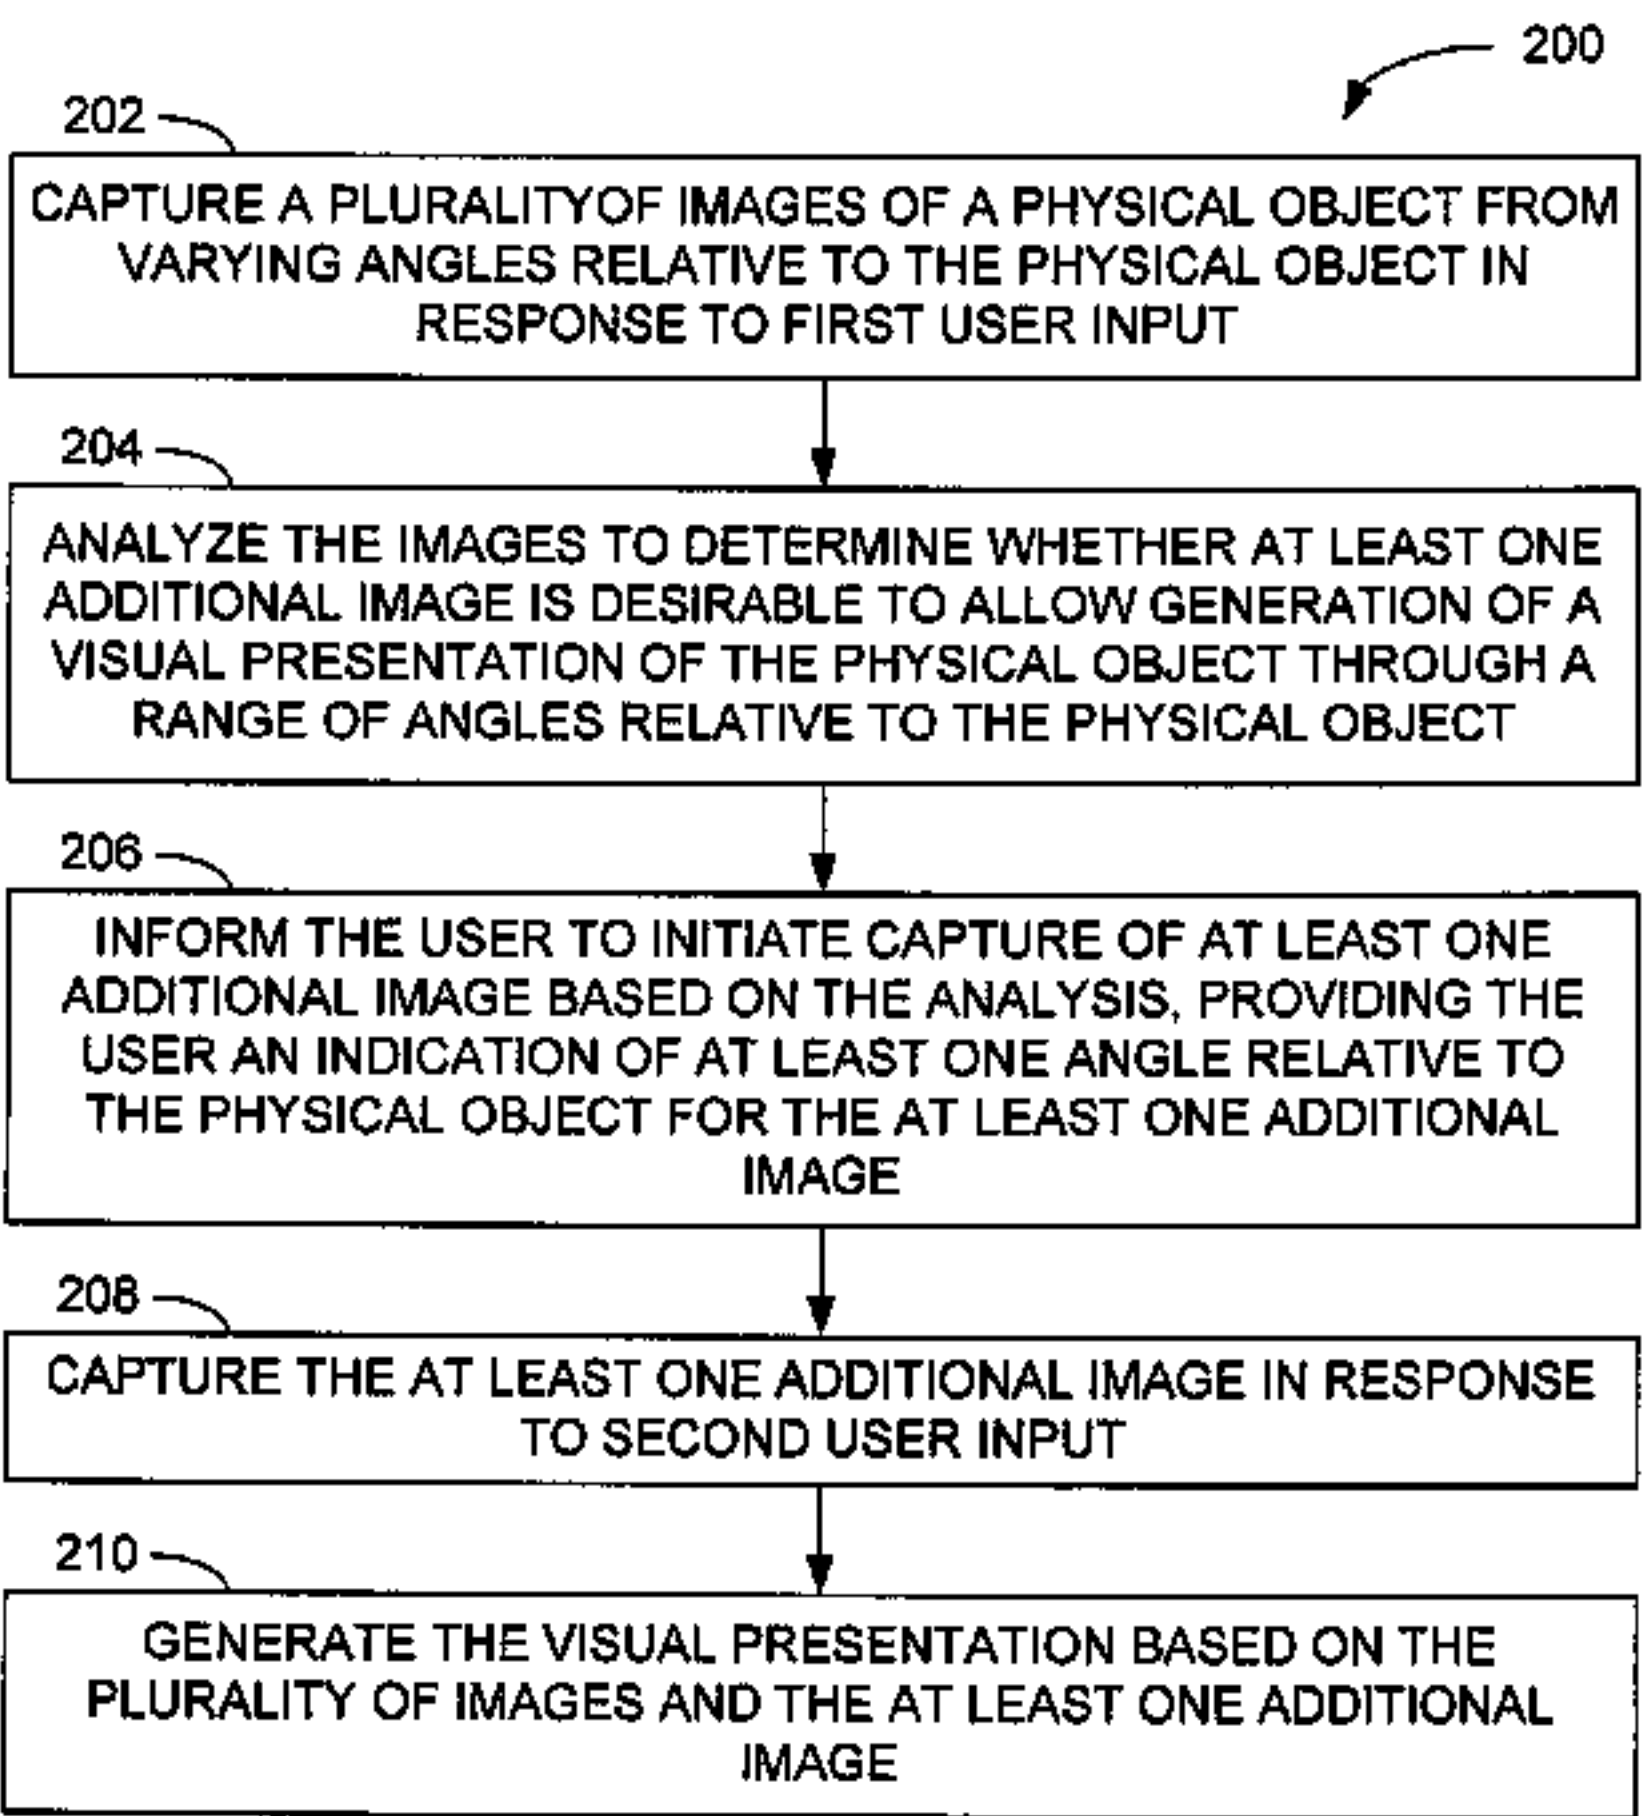 200
202
CAPTURE A PLURALITYOF IMAGES OF A PHYSICAL OBJECT FROM
VARYING ANGLES RELATIVE TO THE PHYSICAL OBJECT IN
RESPONSE TO FIRST USER INPUT
204
ANALYZE THE IMAGES TO DETERMINE WHETHER AT LEAST ONE
ADDITIONAL IMAGE IS DESIRABLE TO ALLOW GENERATION OF A
VISUAL PRESENTATION OF THE PHYSICAL OBJECT THROUGH A
RANGE OF ANGLES RELATIVE TO THE PHYSICAL OBJECT
206
INFORM THE USER TO INITIATE CAPTURE OF AT LEAST ONE
ADDITIONAL IMAGE BASED ON THE ANALYSIS, PROVIDING THE
USER AN INDICATION OF AT LEAST ONE ANGLE RELATIVE TO
THE PHYSICAL OBJECT FOR THE AT LEAST ONE ADDITIONAL
IMAGE
208
CAPTURE THE AT LEAST ONE ADDITIONAL IMAGE IN RESPONSE
TO SECOND USER INPUT
210
GENERATE THE VISUAL PRESENTATION BASED ON THE
PLURALITY OF IMAGES AND THE AT LEAST ONE ADDITIONAL
IMAGE